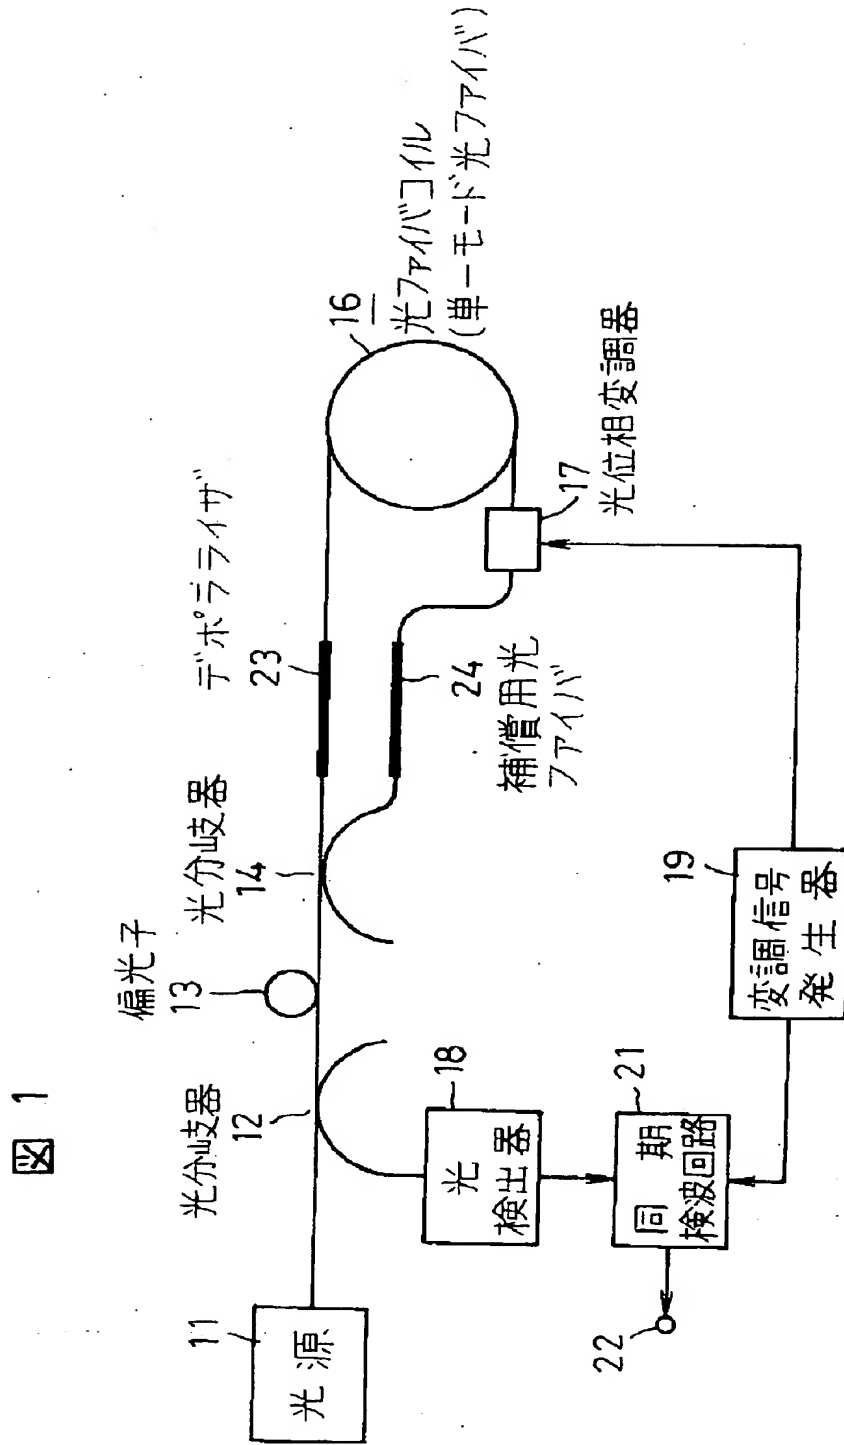 図 1
11
光 源
光分岐器
12
偏光子
13
光分岐器
14
デポラライザ
23
16
光ファイバコイル
(単一モード光ファイバ)
17
光位相変調器
24
補償用光
ファイバ
18
光
検出器
21
同 期
検波回路
22
19
変調信号
発 生 器